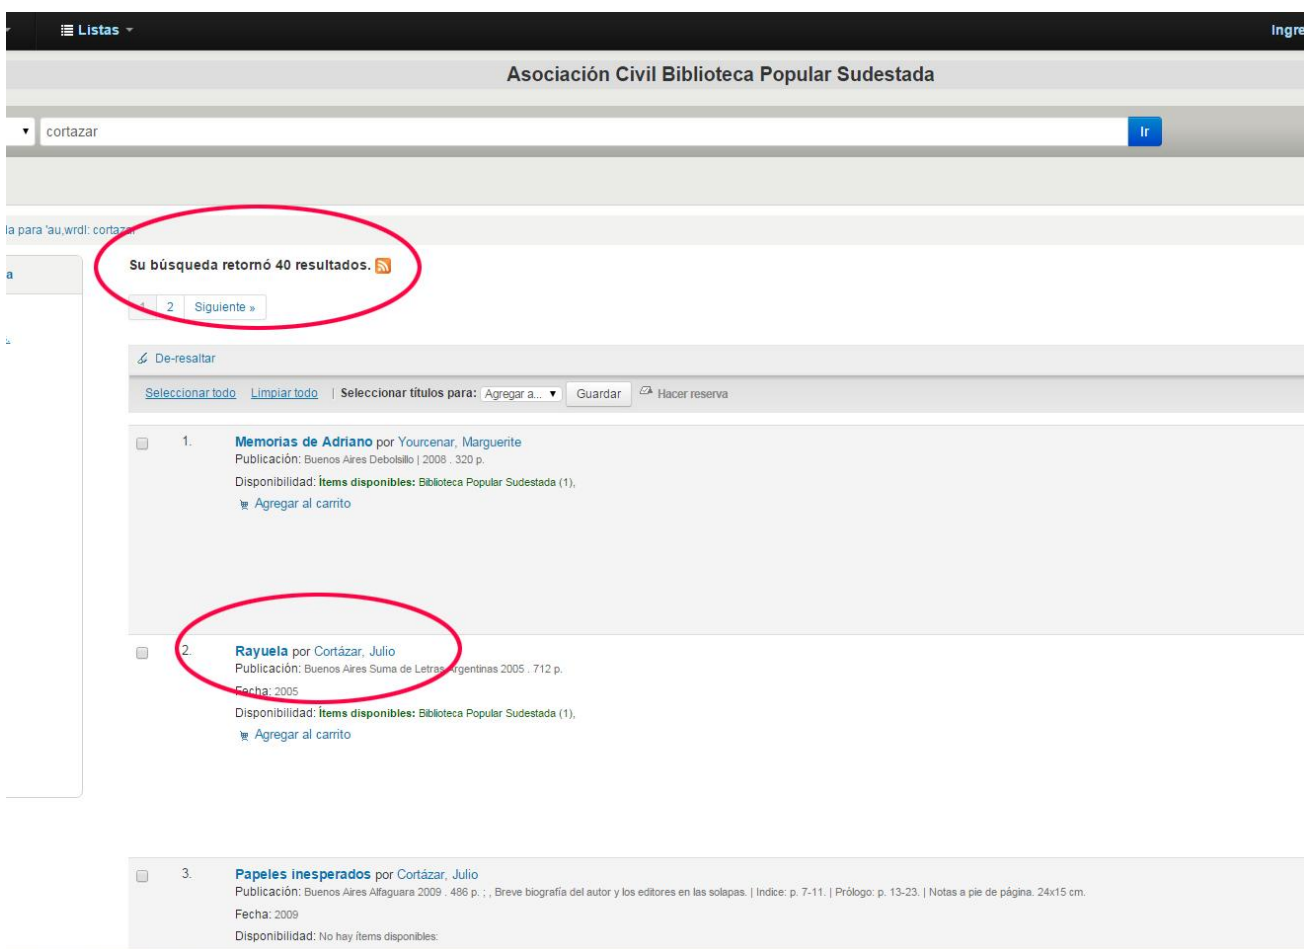 Listas
Ingre
Asociación Civil Biblioteca Popular Sudestada
cortazar
Ir
da para 'au,wrdl: cortazar
a
Su búsqueda retornó 40 resultados.
1 2 Siguiente »
s.
De-resaltar
Seleccionar todo Limpiar todo | Seleccionar títulos para: Agregar a... Guardar Hacer reserva
1. Memorias de Adriano por Yourcenar, Marguerite
Publicación: Buenos Aires Debolsillo | 2008 . 320 p.
Disponibilidad: Ítems disponibles: Biblioteca Popular Sudestada (1),
Agregar al carrito
2. Rayuela por Cortázar, Julio
Publicación: Buenos Aires Suma de Letras Argentinas 2005 . 712 p.
Fecha: 2005
Disponibilidad: Ítems disponibles: Biblioteca Popular Sudestada (1),
Agregar al carrito
3. Papeles inesperados por Cortázar, Julio
Publicación: Buenos Aires Alfaguara 2009 . 486 p. ; , Breve biografía del autor y los editores en las solapas. | Indice: p. 7-11. | Prólogo: p. 13-23. | Notas a pie de página. 24x15 cm.
Fecha: 2009
Disponibilidad: No hay ítems disponibles: